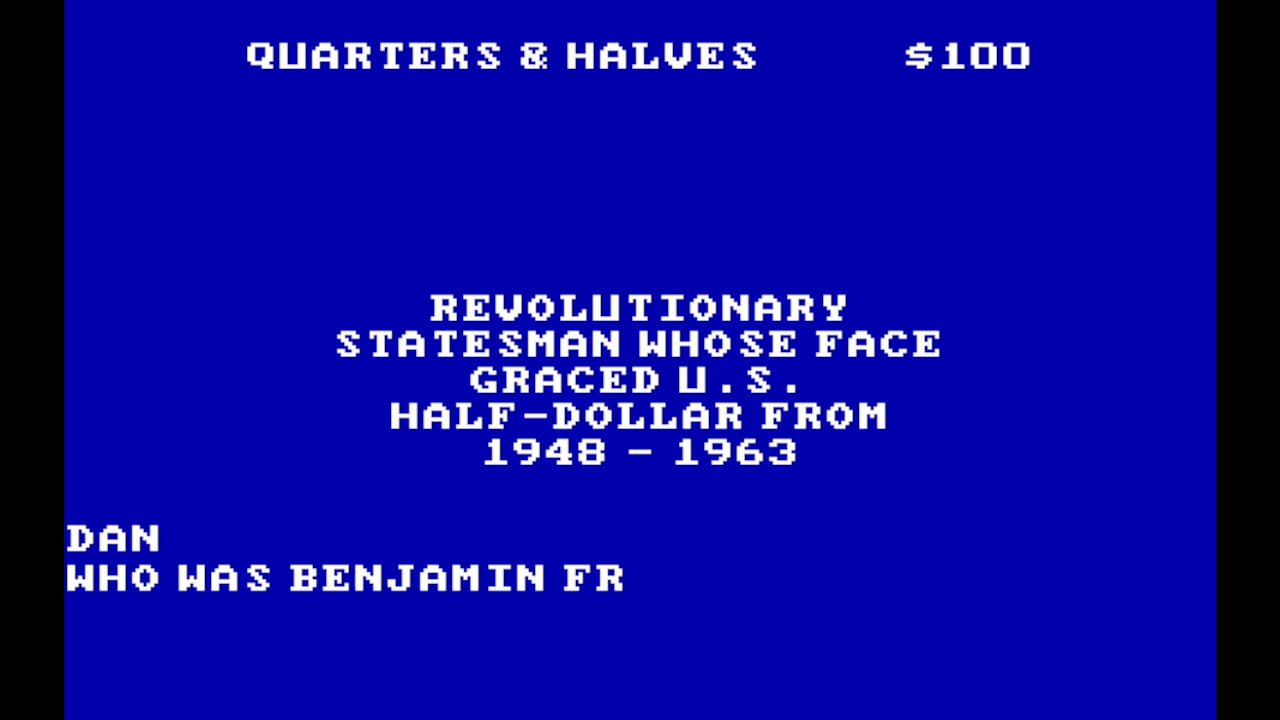 QUARTERS & HALVES $100
REVOLUTIONARY
STATESMAN WHOSE FACE
GRACED U.S.
HALF-DOLLAR FROM
1948 - 1963
DAN
WHO WAS BENJAMIN FR